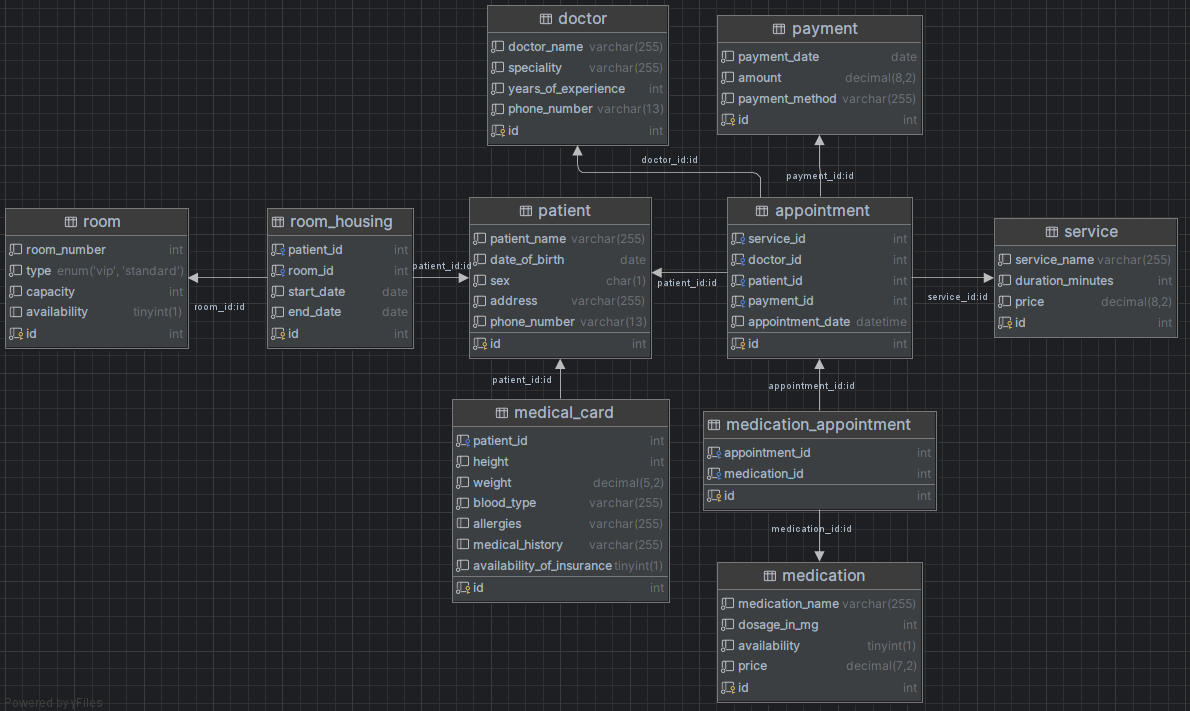 doctor
doctor_name varchar(255)
speciality varchar(255)
years_of_experience int
phone_number varchar(13)
id int
payment
payment_date date
amount decimal(8,2)
payment_method varchar(255)
id int
doctor_id:id
payment_id:id
room
room_number int
type enum('vip', 'standard')
capacity int
availability tinyint(1)
id int
room_id:id
room_housing
patient_id int
room_id int
start_date date
end_date date
id int
patient_id:id
patient
patient_name varchar(255)
date_of_birth date
sex char(1)
address varchar(255)
phone_number varchar(13)
id int
patient_id:id
appointment
service_id int
doctor_id int
patient_id int
payment_id int
appointment_date datetime
id int
service_id:id
service
service_name varchar(255)
duration_minutes int
price decimal(8,2)
id int
patient_id:id
appointment_id:id
medical_card
patient_id int
height int
weight decimal(5,2)
blood_type varchar(255)
allergies varchar(255)
medical_history varchar(255)
availability_of_insurance tinyint(1)
id int
medication_appointment
appointment_id int
medication_id int
id int
medication_id:id
medication
medication_name varchar(255)
dosage_in_mg int
availability tinyint(1)
price decimal(7,2)
id int
Powered by yFiles